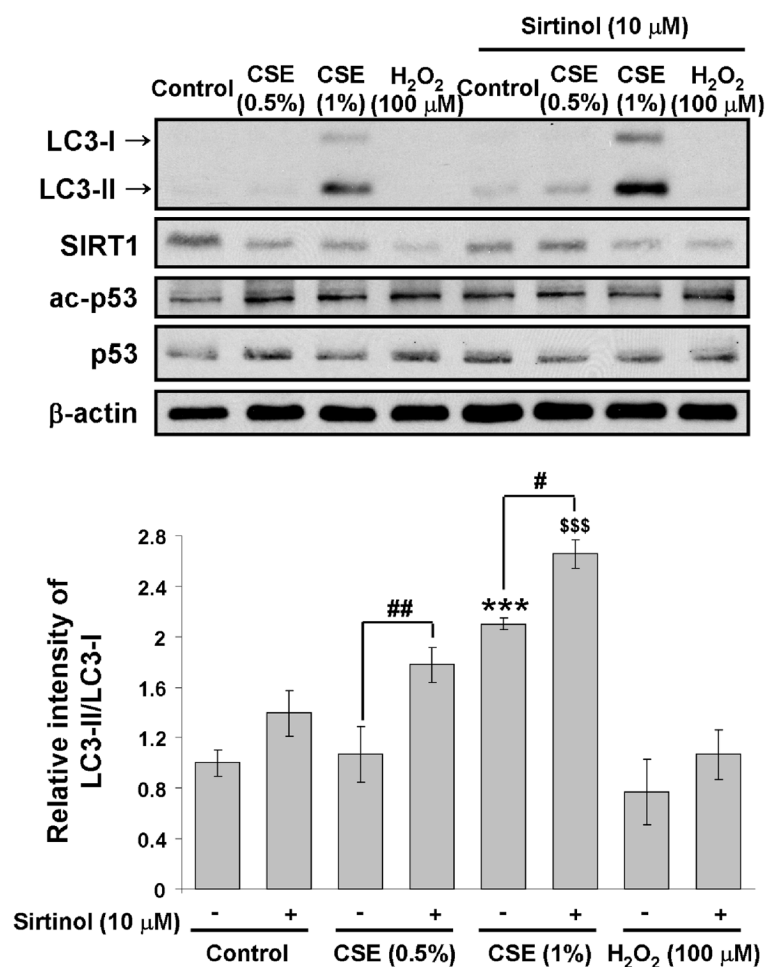 Sirtinol (10 μM)
Control CSE (0.5%) CSE (1%) H₂O₂ (100 μM) Control CSE (0.5%) CSE (1%) H₂O₂ (100 μM)
LC3-I →
LC3-II →
SIRT1
ac-p53
p53
β-actin
#
$$$
##
***
2.8
2.4
2
1.6
1.2
0.8
0.4
0
Relative intensity of
LC3-II/LC3-I
Sirtinol (10 μM) - + - + - + - +
Control CSE (0.5%) CSE (1%) H₂O₂ (100 μM)